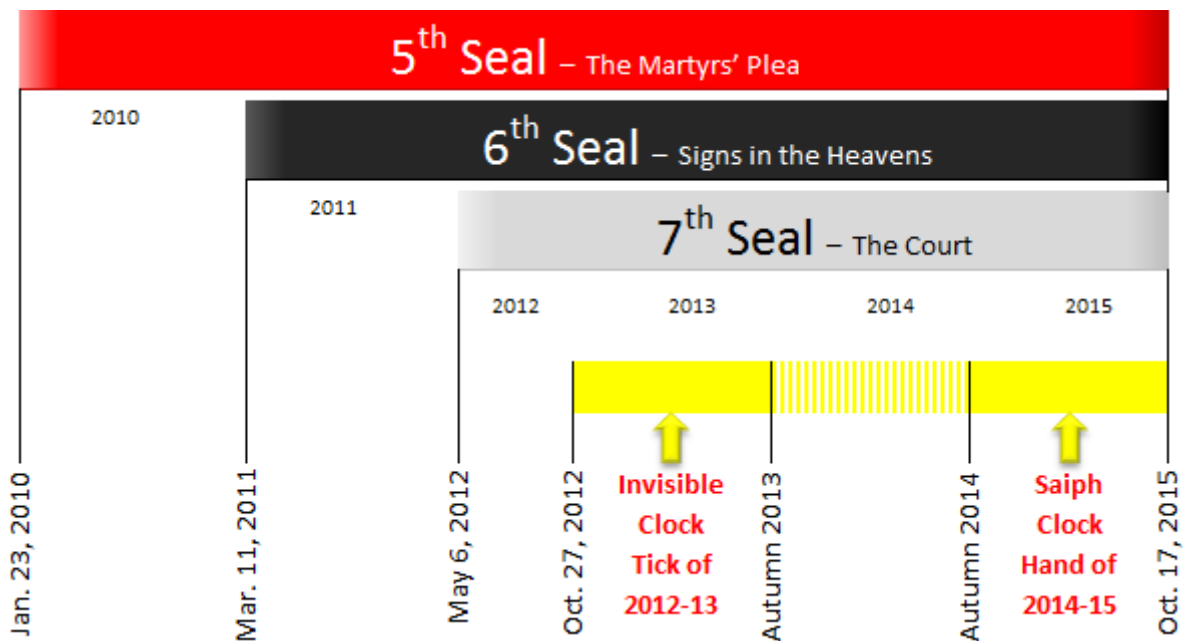 5th Seal – The Martyrs' Plea
2010
6th Seal – Signs in the Heavens
2011
7th Seal – The Court
2012
2013
2014
2015
Jan. 23, 2010
Mar. 11, 2011
May 6, 2012
Oct. 27, 2012
Invisible
Clock
Tick of
2012-13
Autumn 2013
Autumn 2014
Saiph
Clock
Hand of
2014-15
Oct. 17, 2015